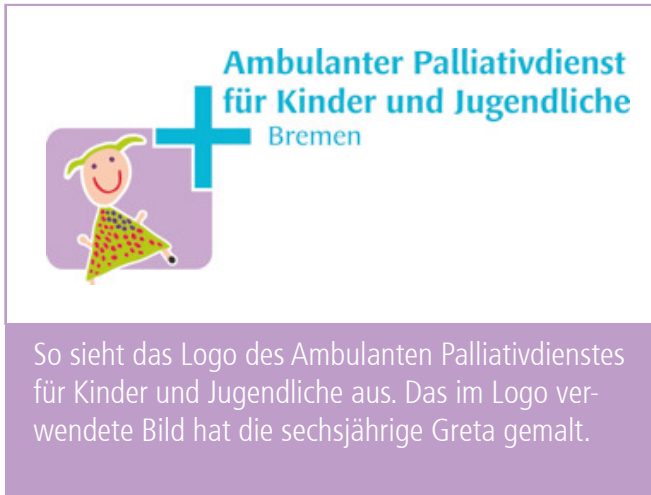 Ambulanter Palliativdienst
für Kinder und Jugendliche
Bremen
So sieht das Logo des Ambulanten Palliativdienstes
für Kinder und Jugendliche aus. Das im Logo ver-
wendete Bild hat die sechsjährige Greta gemalt.